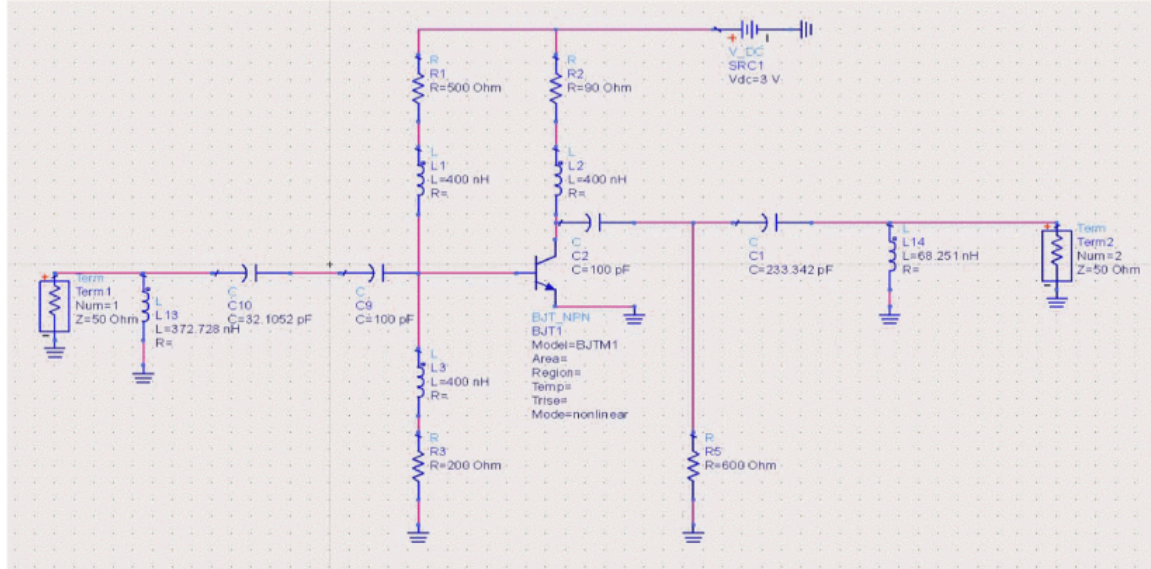 V_DC
SRC1
Vdc=3 V
R
R1
R=500 Ohm
R
R2
R=90 Ohm
L
L1
L=400 nH
R=
L
L2
L=400 nH
R=
Term
Term1
Num=1
Z=50 Ohm
L
L13
L=372.728 nH
R=
C
C10
C=32.1052 pF
C
C9
C=100 pF
C
C2
C=100 pF
C
C1
C=233.342 pF
L
L14
L=68.251 nH
R=
Term
Term2
Num=2
Z=50 Ohm
BJT_NPN
BJT1
Model=BJTM1
Area=
Region=
Temp=
Trise=
Mode=nonlinear
L
L3
L=400 nH
R=
R
R3
R=200 Ohm
R
R5
R=600 Ohm